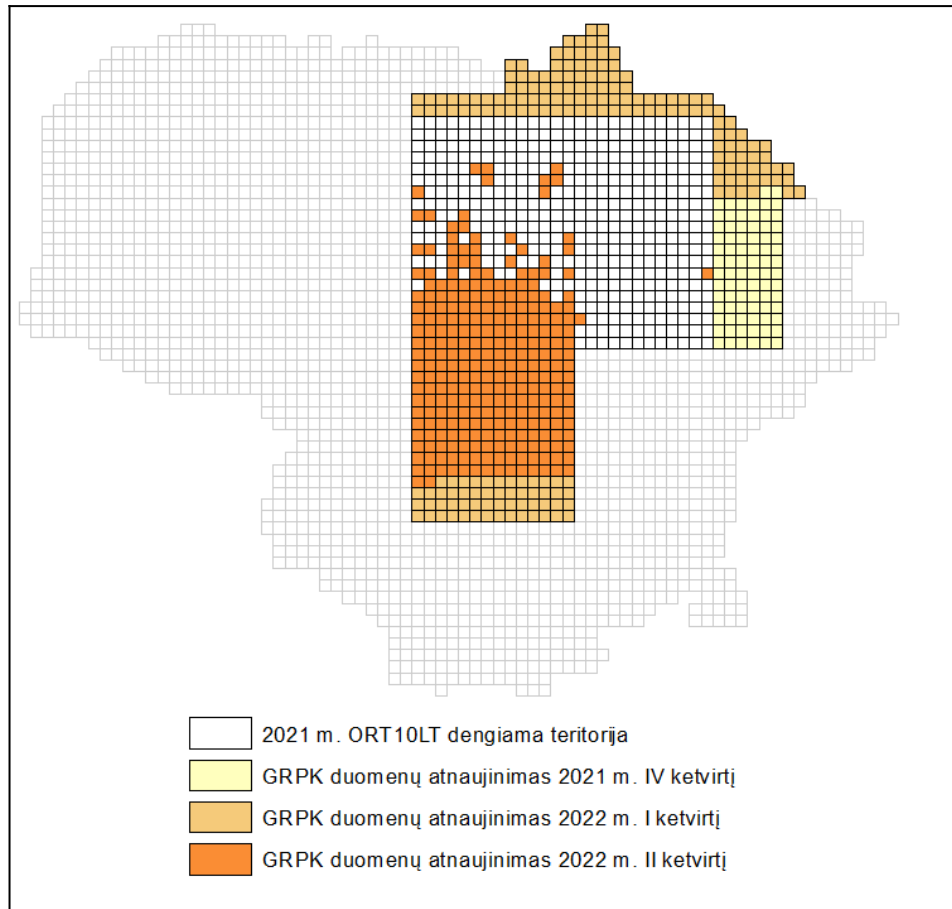 2021 m. ORT10LT dengiama teritorija
GRPK duomenų atnaujinimas 2021 m. IV ketvirtį
GRPK duomenų atnaujinimas 2022 m. I ketvirtį
GRPK duomenų atnaujinimas 2022 m. II ketvirtį